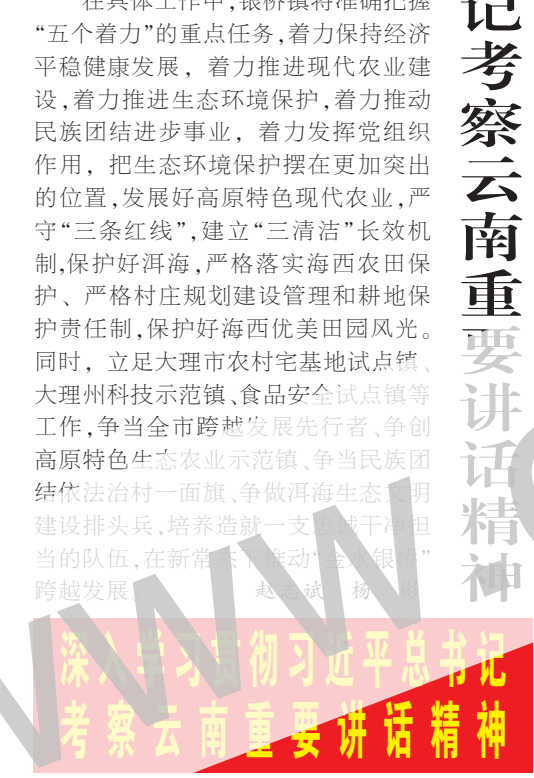 在具体工作中,银桥镇将准确把握
“五个着力”的重点任务,着力保持经济
平稳健康发展，着力推进现代农业建
设,着力推进生态环境保护,着力推动
民族团结进步事业，着力发挥党组织
作用，把生态环境保护摆在更加突出
的位置,发展好高原特色现代农业,严
守“三条红线”,建立“三清洁”长效机
制,保护好洱海,严格落实海西农田保
护、严格村庄规划建设管理和耕地保
护责任制,保护好海西优美田园风光。
同时，立足大理市农村宅基地试点镇、
大理州科技示范镇、食品安全试点镇等
工作,争当全市跨越发展先行者、争创
高原特色生态农业示范镇、争当民族团
结依法治村一面旗、争做洱海生态文明
建设排头兵,培养造就一支忠诚干净担
当的队伍,在新常态下推动“金水银桥”
跨越发展。 赵志斌 杨 彬
记考察云南重要讲话精神
深入学习贯彻习近平总书记
考察云南重要讲话精神
WWW